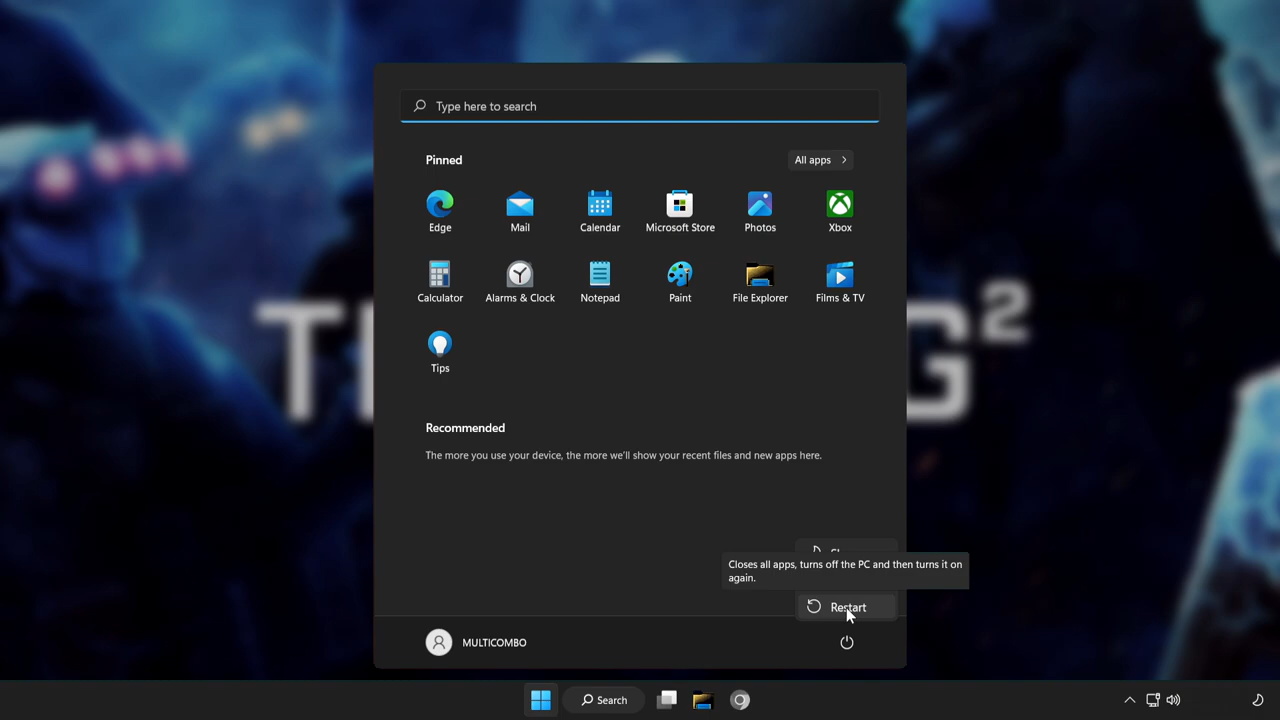 Type here to search
Pinned
All apps
Edge
Mail
Calendar
Microsoft Store
Photos
Xbox
Calculator
Alarms & Clock
Notepad
Paint
File Explorer
Films & TV
Tips
Recommended
The more you use your device, the more we'll show your recent files and new apps here.
Closes all apps, turns off the PC and then turns it on
again.
Restart
MULTICOMBO
Search